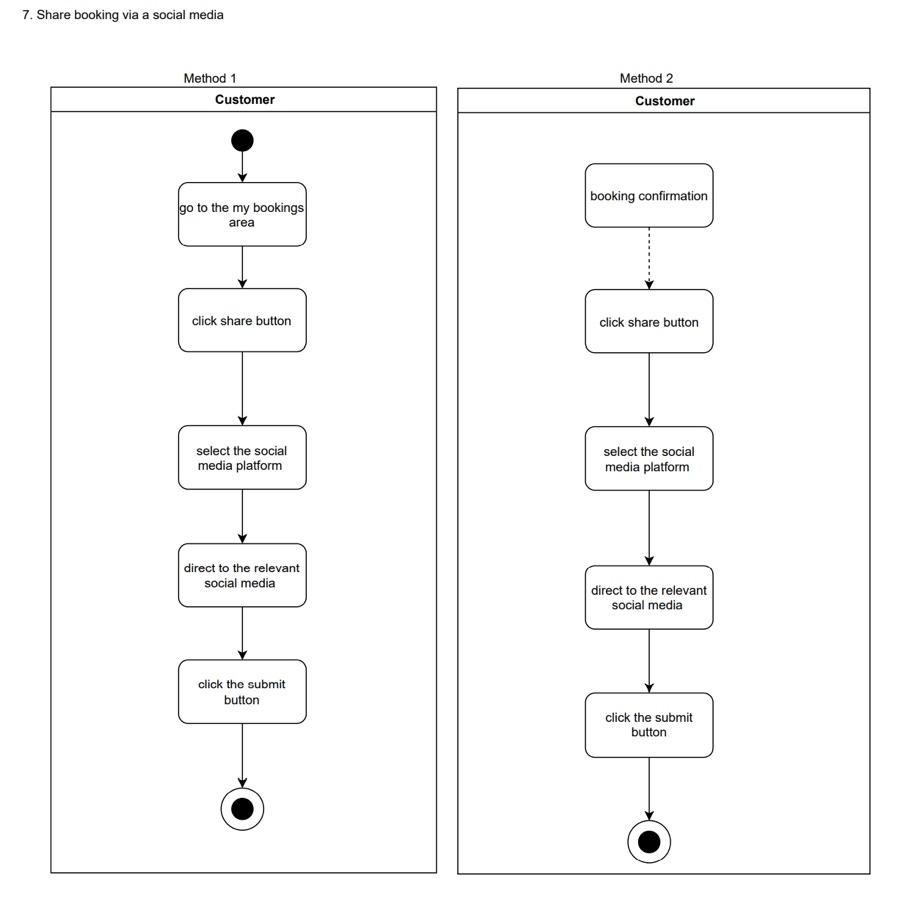 7. Share booking via a social media
Method 1
Customer
go to the my bookings
area
click share button
select the social
media platform
direct to the relevant
social media
click the submit
button
Method 2
Customer
booking confirmation
click share button
select the social
media platform
direct to the relevant
social media
click the submit
button